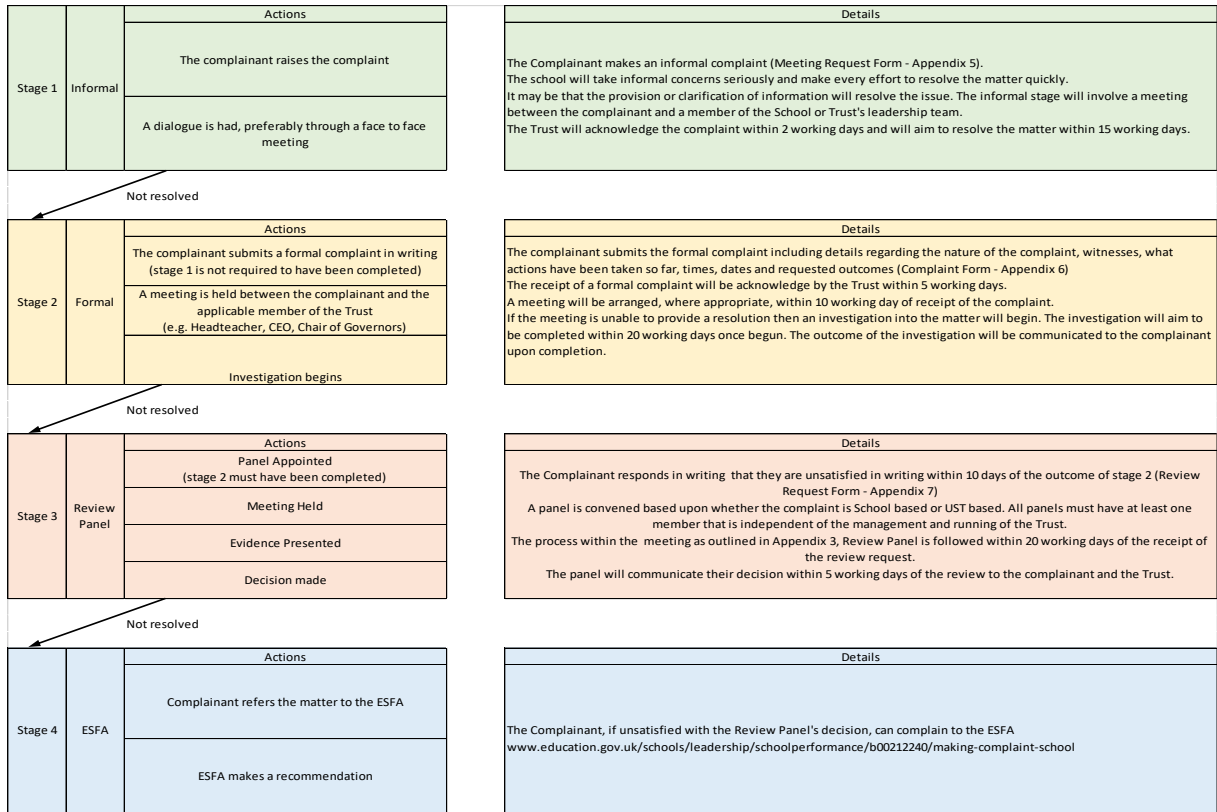 Actions
Details
Stage 1
Informal
The complainant raises the complaint
A dialogue is had, preferably through a face to face
meeting
The Complainant makes an informal complaint (Meeting Request Form - Appendix 5).
The school will take informal concerns seriously and make every effort to resolve the matter quickly.
It may be that the provision or clarification of information will resolve the issue. The informal stage will involve a meeting
between the complainant and a member of the School or Trust's leadership team.
The Trust will acknowledge the complaint within 2 working days and will aim to resolve the matter within 15 working days.
Not resolved
Actions
Details
Stage 2
Formal
The complainant submits a formal complaint in writing
(stage 1 is not required to have been completed)
A meeting is held between the complainant and the
applicable member of the Trust
(e.g. Headteacher, CEO, Chair of Governors)
Investigation begins
The complainant submits the formal complaint including details regarding the nature of the complaint, witnesses, what
actions have been taken so far, times, dates and requested outcomes (Complaint Form - Appendix 6)
The receipt of a formal complaint will be acknowledge by the Trust within 5 working days.
A meeting will be arranged, where appropriate, within 10 working day of receipt of the complaint.
If the meeting is unable to provide a resolution then an investigation into the matter will begin. The investigation will aim to
be completed within 20 working days once begun. The outcome of the investigation will be communicated to the complainant
upon completion.
Not resolved
Actions
Details
Stage 3
Review
Panel
Panel Appointed
(stage 2 must have been completed)
Meeting Held
Evidence Presented
Decision made
The Complainant responds in writing that they are unsatisfied in writing within 10 days of the outcome of stage 2 (Review
Request Form - Appendix 7)
A panel is convened based upon whether the complaint is School based or UST based. All panels must have at least one
member that is independent of the management and running of the Trust.
The process within the meeting as outlined in Appendix 3, Review Panel is followed within 20 working days of the receipt of
the review request.
The panel will communicate their decision within 5 working days of the review to the complainant and the Trust.
Not resolved
Actions
Details
Stage 4
ESFA
Complainant refers the matter to the ESFA
ESFA makes a recommendation
The Complainant, if unsatisfied with the Review Panel's decision, can complain to the ESFA
www.education.gov.uk/schools/leadership/schoolperformance/b00212240/making-complaint-school